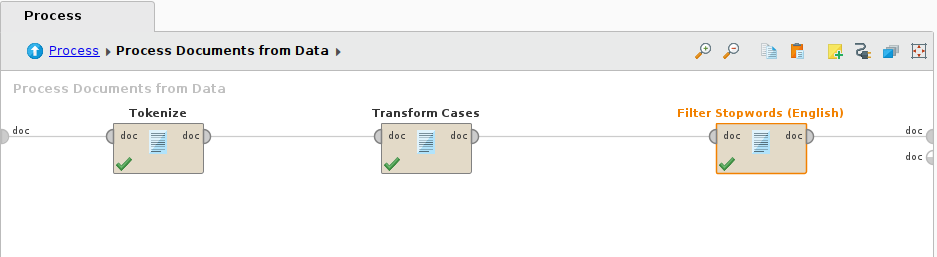 Process
Process Process Documents from Data
Process Documents from Data
Tokenize Transform Cases Filter Stopwords (English)
doc doc doc doc doc doc doc doc
doc